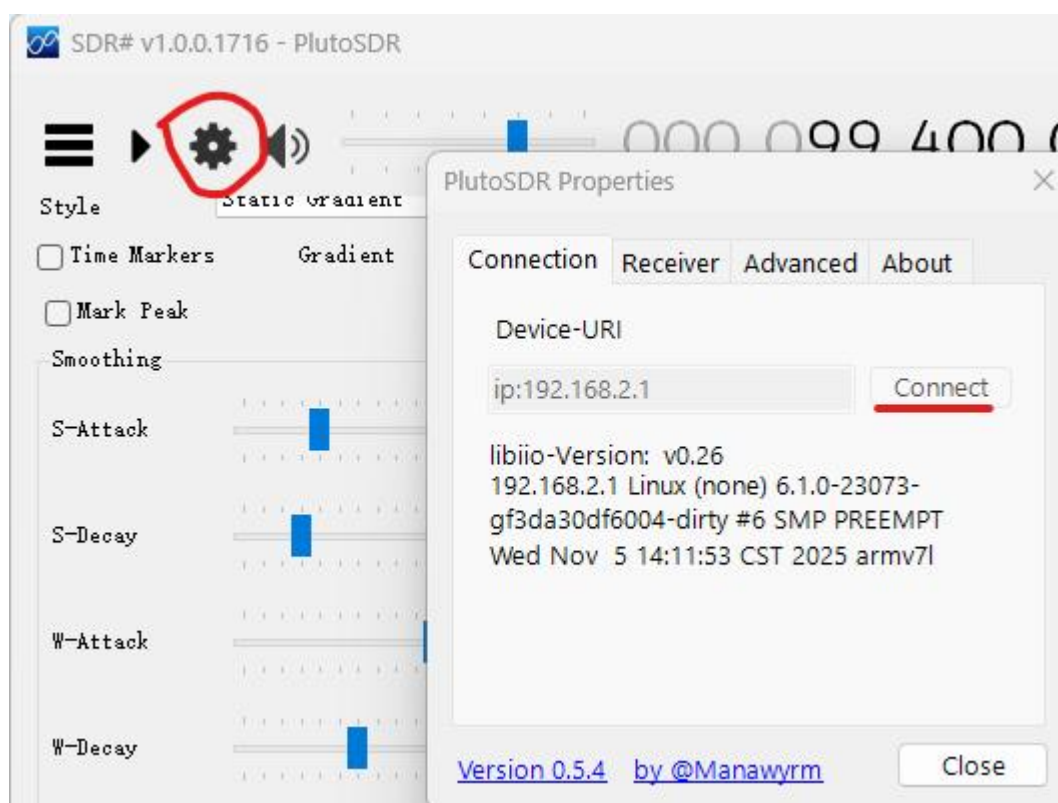 SDR# v1.0.0.1716 - PlutoSDR
000.099.400.0
PlutoSDR Properties
Style
Static Gradient
Time Markers
Gradient
Mark Peak
Smoothing
S-Attack
S-Decay
W-Attack
W-Decay
Connection Receiver Advanced About
Device-URI
ip:192.168.2.1
Connect
libiio-Version: v0.26
192.168.2.1 Linux (none) 6.1.0-23073-
gf3da30df6004-dirty #6 SMP PREEMPT
Wed Nov 5 14:11:53 CST 2025 armv7l
Version 0.5.4 by @Manawyrm
Close